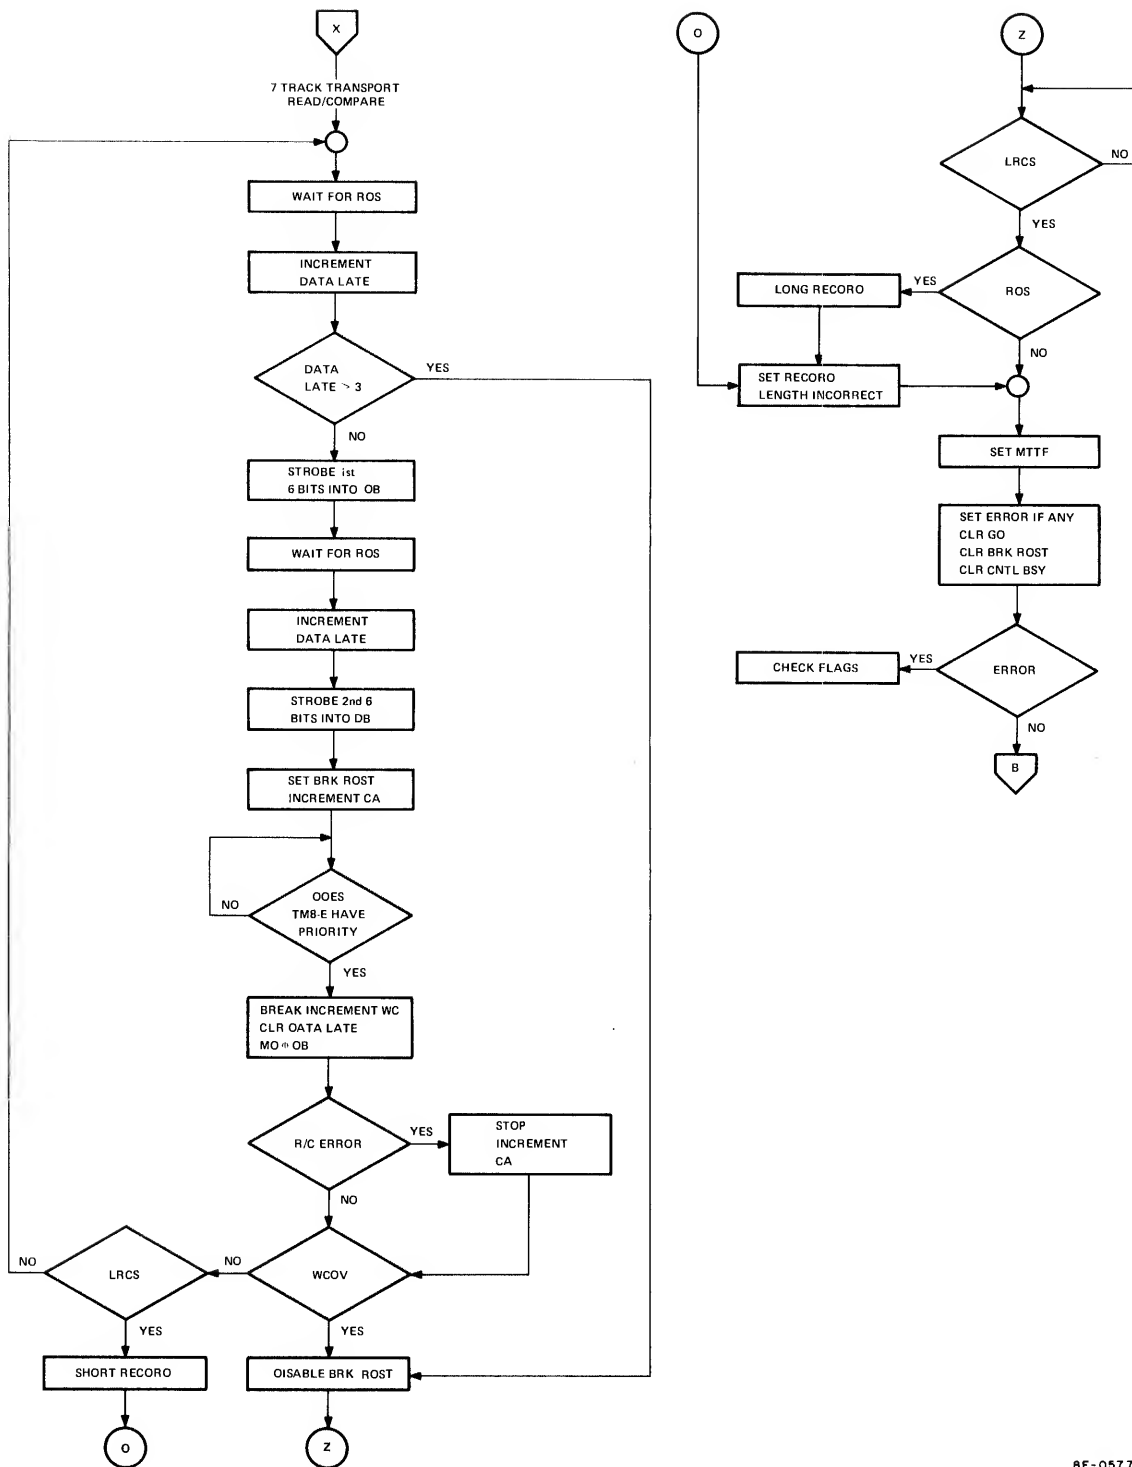 X
7 TRACK TRANSPORT
READ/COMPARE
WAIT FOR ROS
INCREMENT
DATA LATE
DATA
LATE > 3
YES
NO
STROBE ist
6 BITS INTO OB
WAIT FOR ROS
INCREMENT
DATA LATE
STROBE 2nd 6
BITS INTO DB
SET BRK ROST
INCREMENT CA
OOES
TM8-E HAVE
PRIORITY
NO
YES
BREAK INCREMENT WC
CLR OATA LATE
MO OB
R/C ERROR
YES
STOP
INCREMENT
CA
NO
WCOV
NO
LRCS
NO
YES
YES
SHORT RECORO
OISABLE BRK ROST
O
Z
O
Z
LRCS
NO
YES
ROS
YES
LONG RECORO
NO
SET RECORO
LENGTH INCORRECT
SET MTTF
SET ERROR IF ANY
CLR GO
CLR BRK ROST
CLR CNTL BSY
ERROR
YES
CHECK FLAGS
NO
B
8E-0577